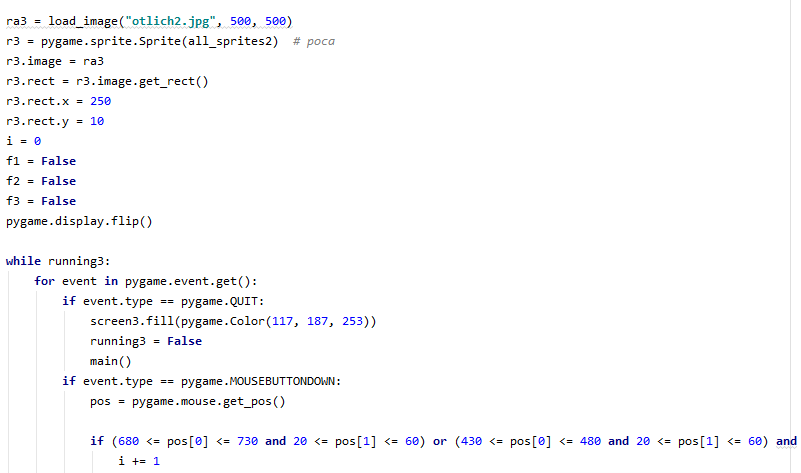 ra3 = load_image("otlich2.jpg", 500, 500)
r3 = pygame.sprite.Sprite(all_sprites2)  # роса
r3.image = ra3
r3.rect = r3.image.get_rect()
r3.rect.x = 250
r3.rect.y = 10
i = 0
f1 = False
f2 = False
f3 = False
pygame.display.flip()
while running3:
    for event in pygame.event.get():
        if event.type == pygame.QUIT:
            screen3.fill(pygame.Color(117, 187, 253))
            running3 = False
            main()
        if event.type == pygame.MOUSEBUTTONDOWN:
            pos = pygame.mouse.get_pos()
            if (680 <= pos[0] <= 730 and 20 <= pos[1] <= 60) or (430 <= pos[0] <= 480 and 20 <= pos[1] <= 60) and
                i += 1